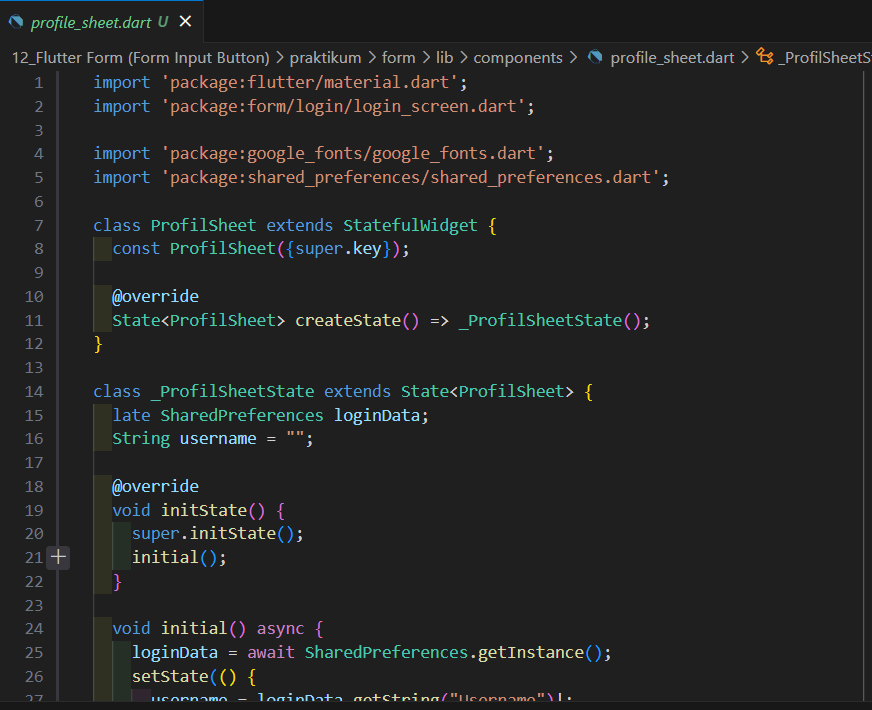 profile_sheet.dart U ×
12_Flutter Form (Form Input Button) > praktikum > form > lib > components > profile_sheet.dart > _ProfilSheetS
1 import 'package:flutter/material.dart';
2 import 'package:form/login/login_screen.dart';
3
4 import 'package:google_fonts/google_fonts.dart';
5 import 'package:shared_preferences/shared_preferences.dart';
6
7 class ProfilSheet extends StatefulWidget {
8 const ProfilSheet({super.key});
9
10 @override
11 State<ProfilSheet> createState() => _ProfilSheetState();
12 }
13
14 class _ProfilSheetState extends State<ProfilSheet> {
15 late SharedPreferences loginData;
16 String username = "";
17
18 @override
19 void initState() {
20 super.initState();
21 initial();
22 }
23
24 void initial() async {
25 loginData = await SharedPreferences.getInstance();
26 setState(() {
27 username = loginData.getString("Username")!;